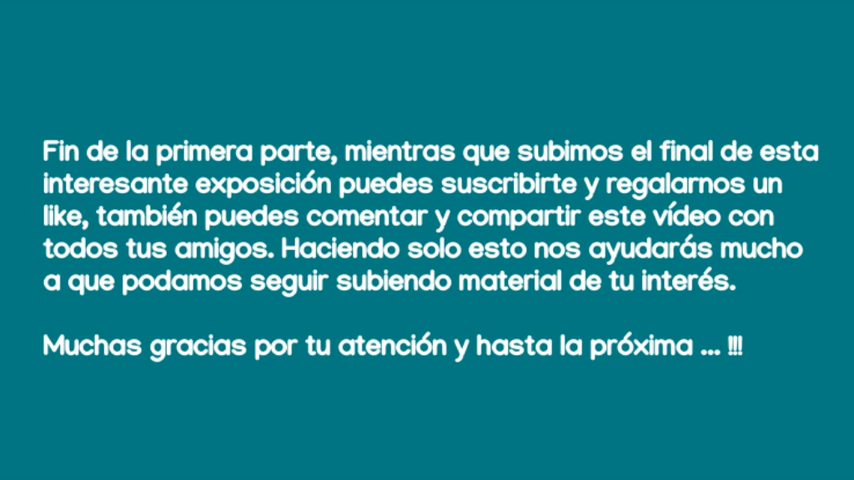 Fin de la primera parte, mientras que subimos el final de esta
interesante exposición puedes suscribirte y regalarnos un
like, también puedes comentar y compartir este vídeo con
todos tus amigos. Haciendo solo esto nos ayudarás mucho
a que podamos seguir subiendo material de tu interés.
Muchas gracias por tu atención y hasta la próxima ... !!!